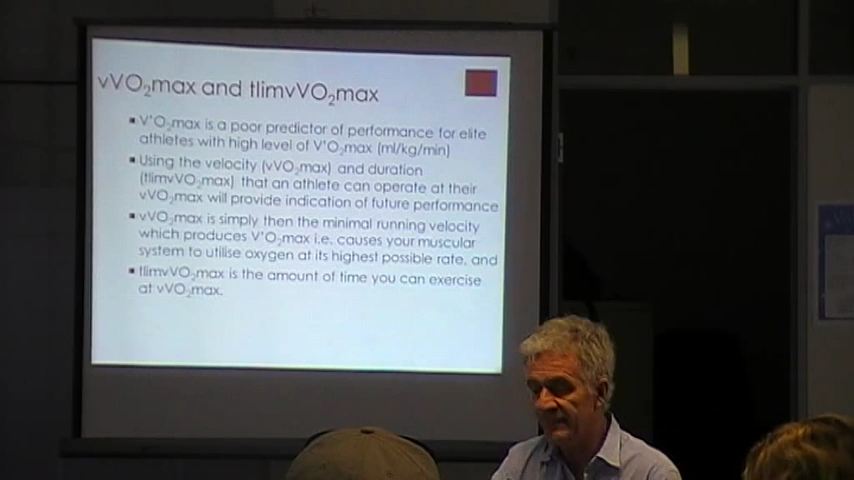 vVO₂max and tlimvVO₂max
▪ V'O₂max is a poor predictor of performance for elite
athletes with high level of V'O₂max (ml/kg/min)
▪ Using the velocity (vVO₂max) and duration
(tlimvVO₂max) that an athlete can operate at their
vVO₂max will provide indication of future performance
▪ vVO₂max is simply then the minimal running velocity
which produces V'O₂max i.e. causes your muscular
system to utilise oxygen at its highest possible rate, and
▪ tlimvVO₂max is the amount of time you can exercise
at vVO₂max.